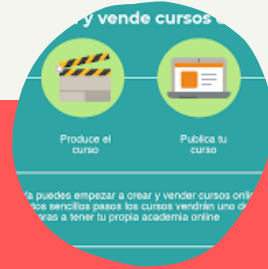 y vende cursos
Produce el
curso
Publica tu
curso
Ya puedes empezar a crear y vender cursos
sencillos pasos los cursos vendrán uno
a tener tu propia academia online